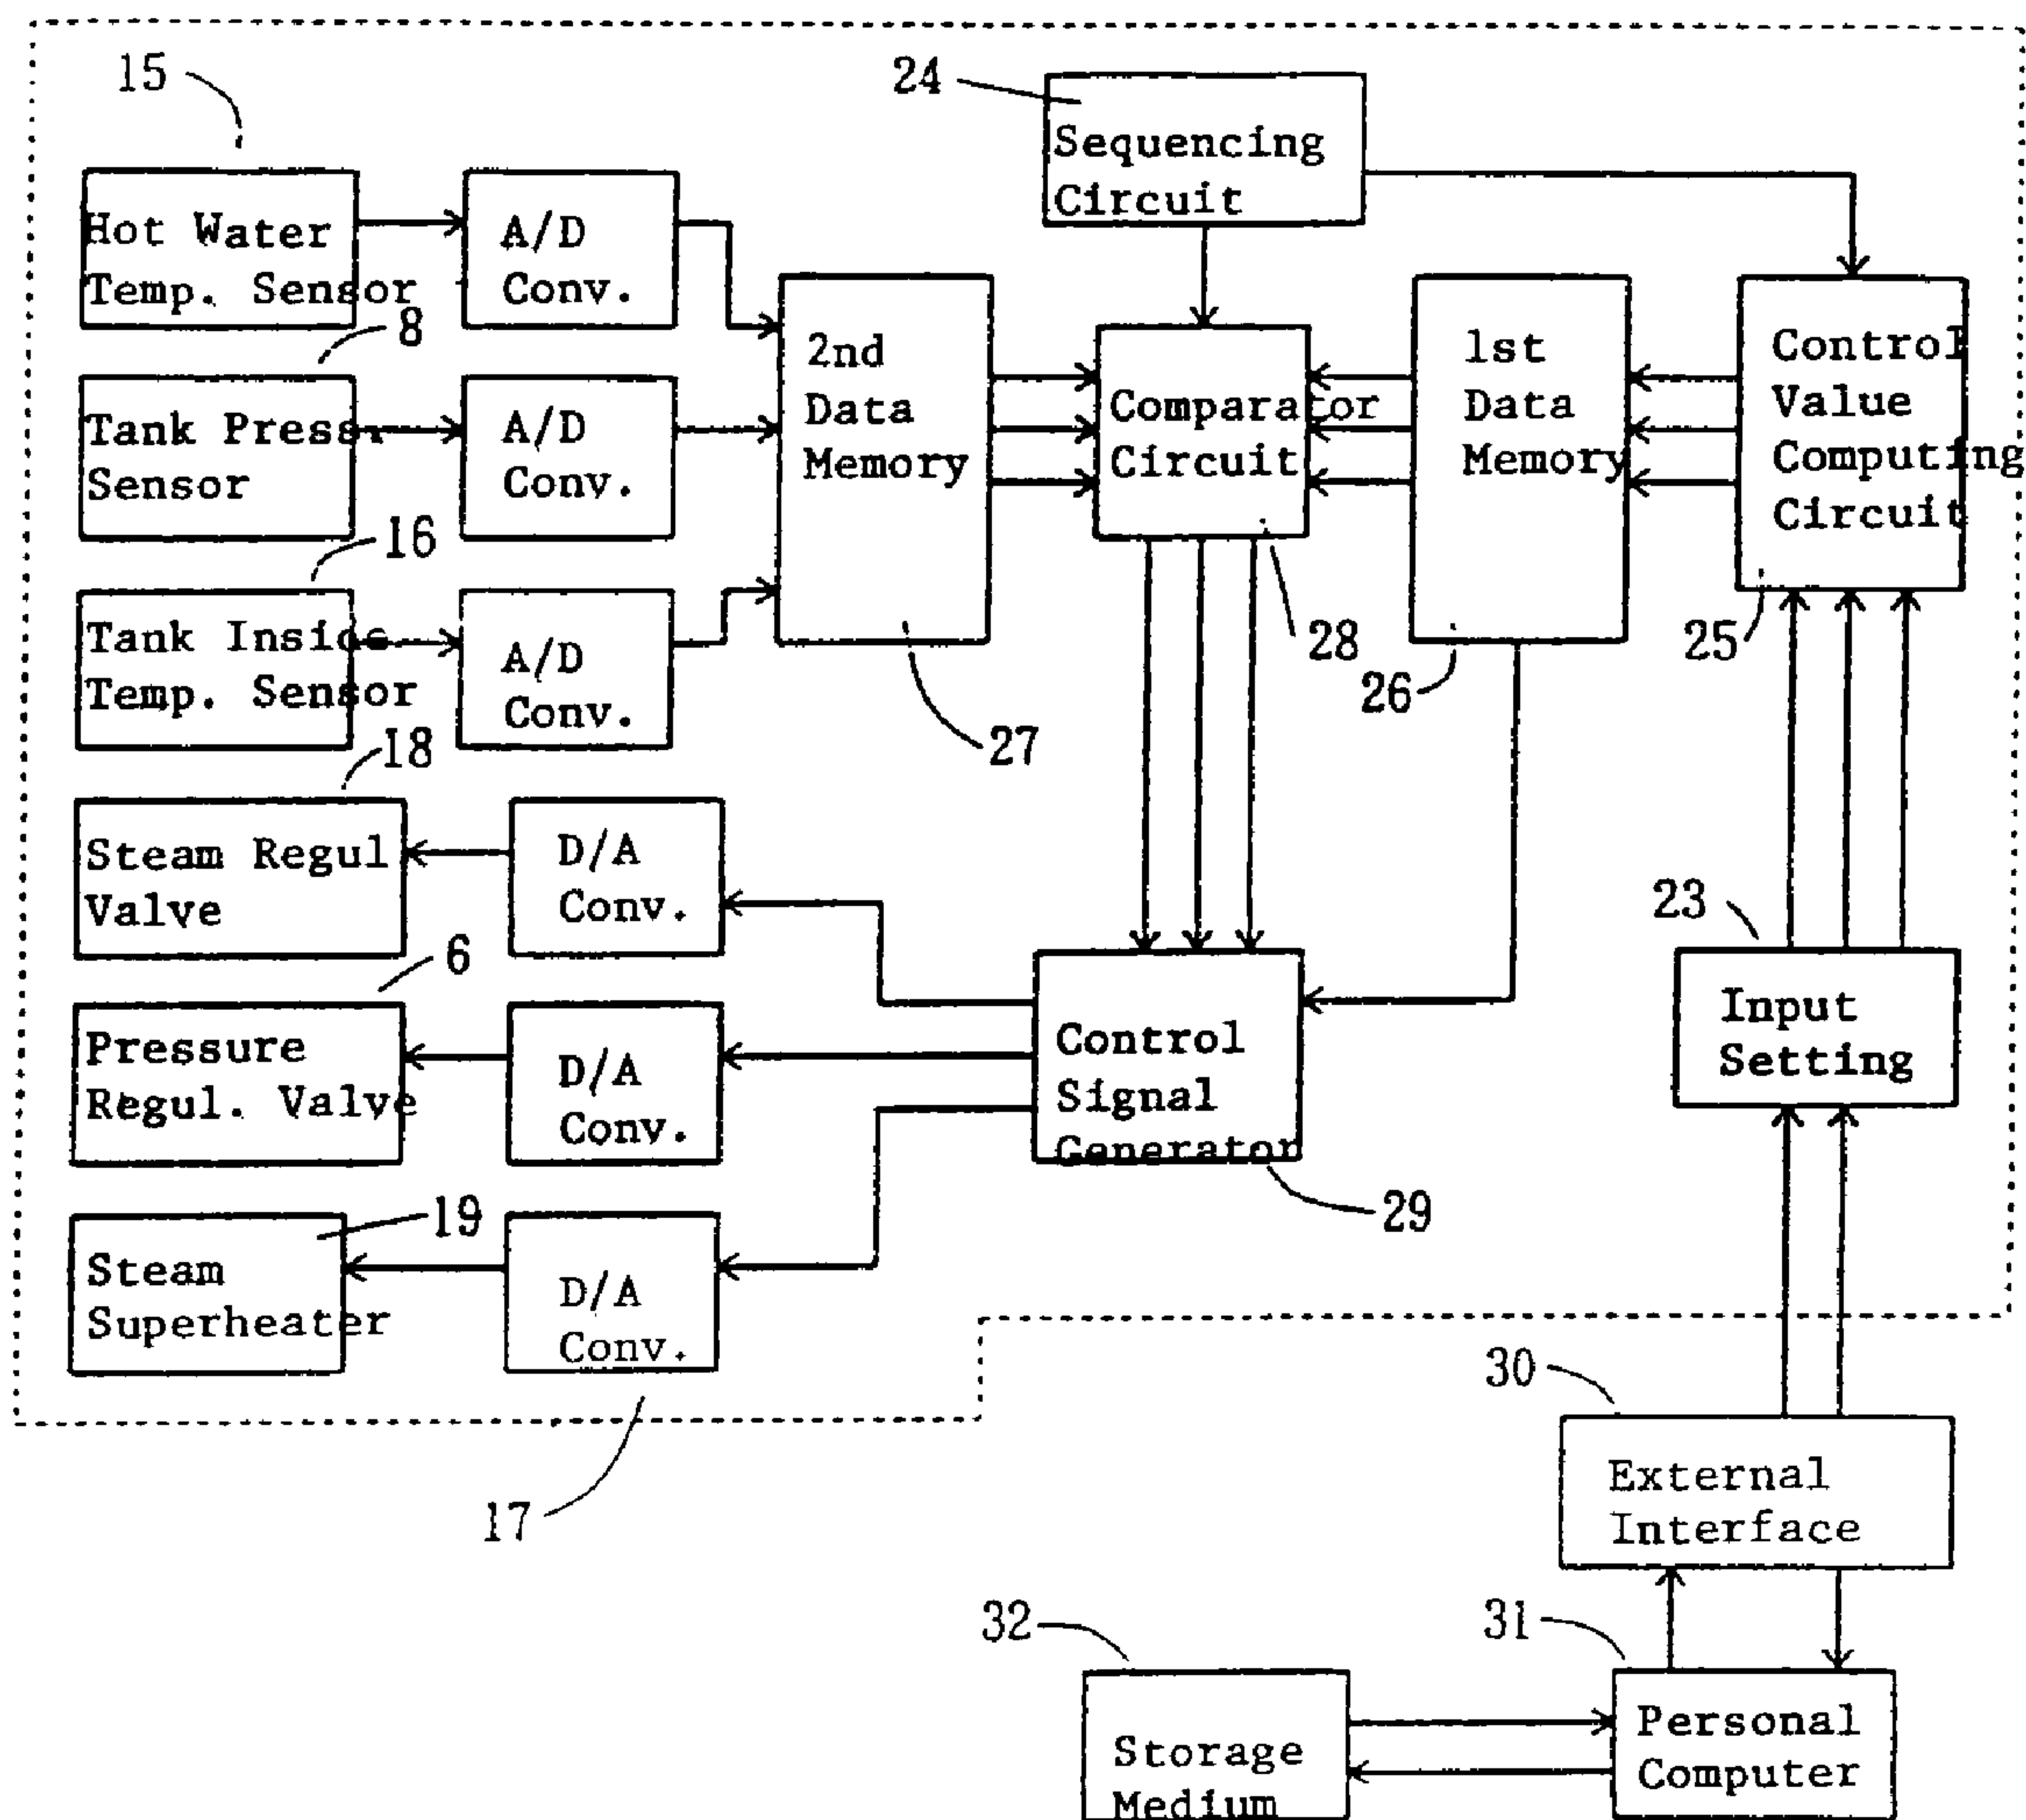 15
24
Sequencing
Circuit
Hot Water
Temp. Sensor
A/D
Conv.
8
Tank Press.
Sensor
A/D
Conv.
16
Tank Inside
Temp. Sensor
A/D
Conv.
2nd
Data
Memory
27
Comparator
Circuit
28
1st
Data
Memory
26
Control
Value
Computing
Circuit
25
18
Steam Regul
Valve
D/A
Conv.
6
Pressure
Regul. Valve
D/A
Conv.
19
Steam
Superheater
D/A
Conv.
17
Control
Signal
Generator
29
23
Input
Setting
30
External
Interface
31
Personal
Computer
32
Storage
Medium